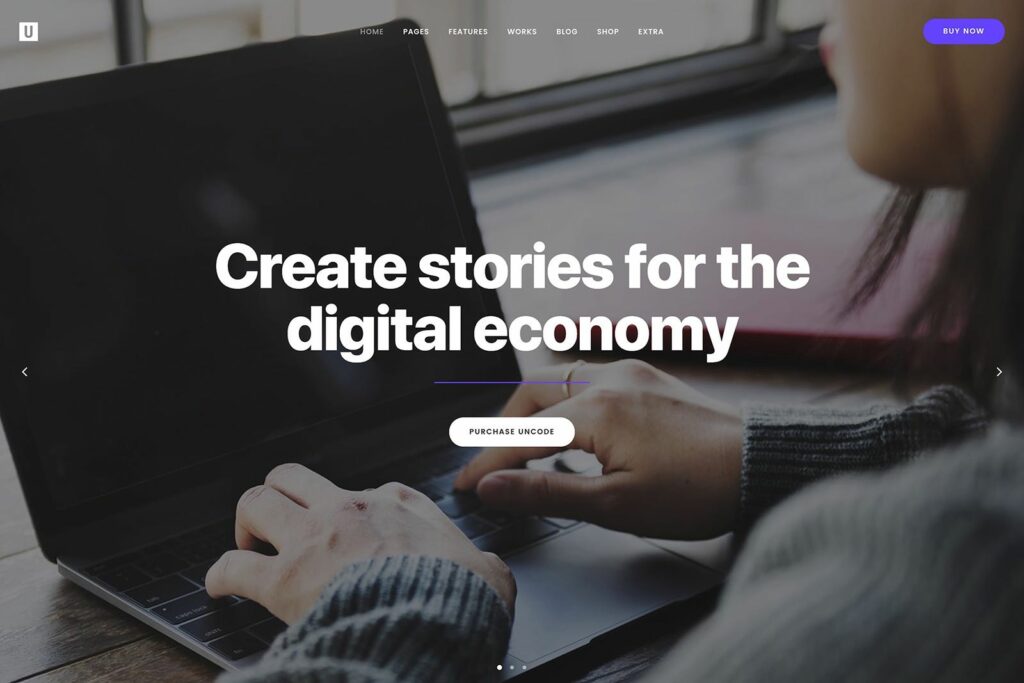 U
HOME PAGES FEATURES WORKS BLOG SHOP EXTRA
BUY NOW
Create stories for the
digital economy
PURCHASE UNCODE